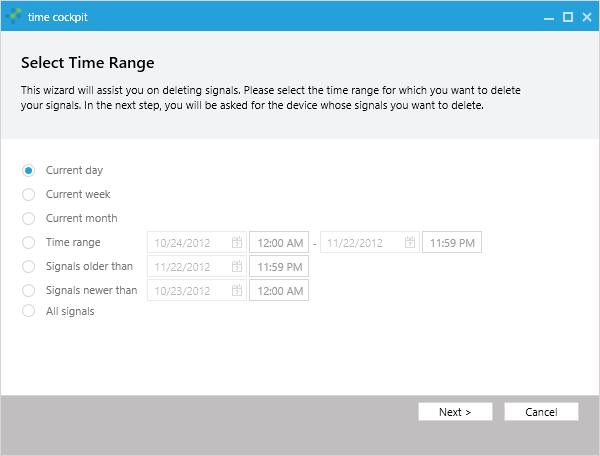 time cockpit
Select Time Range
This wizard will assist you on deleting signals. Please select the time range for which you want to delete
your signals. In the next step, you will be asked for the device whose signals you want to delete.
Current day
Current week
Current month
Time range 10/24/2012 12:00 AM - 11/22/2012 11:59 PM
Signals older than 11/22/2012 11:59 PM
Signals newer than 10/23/2012 12:00 AM
All signals
Next > Cancel